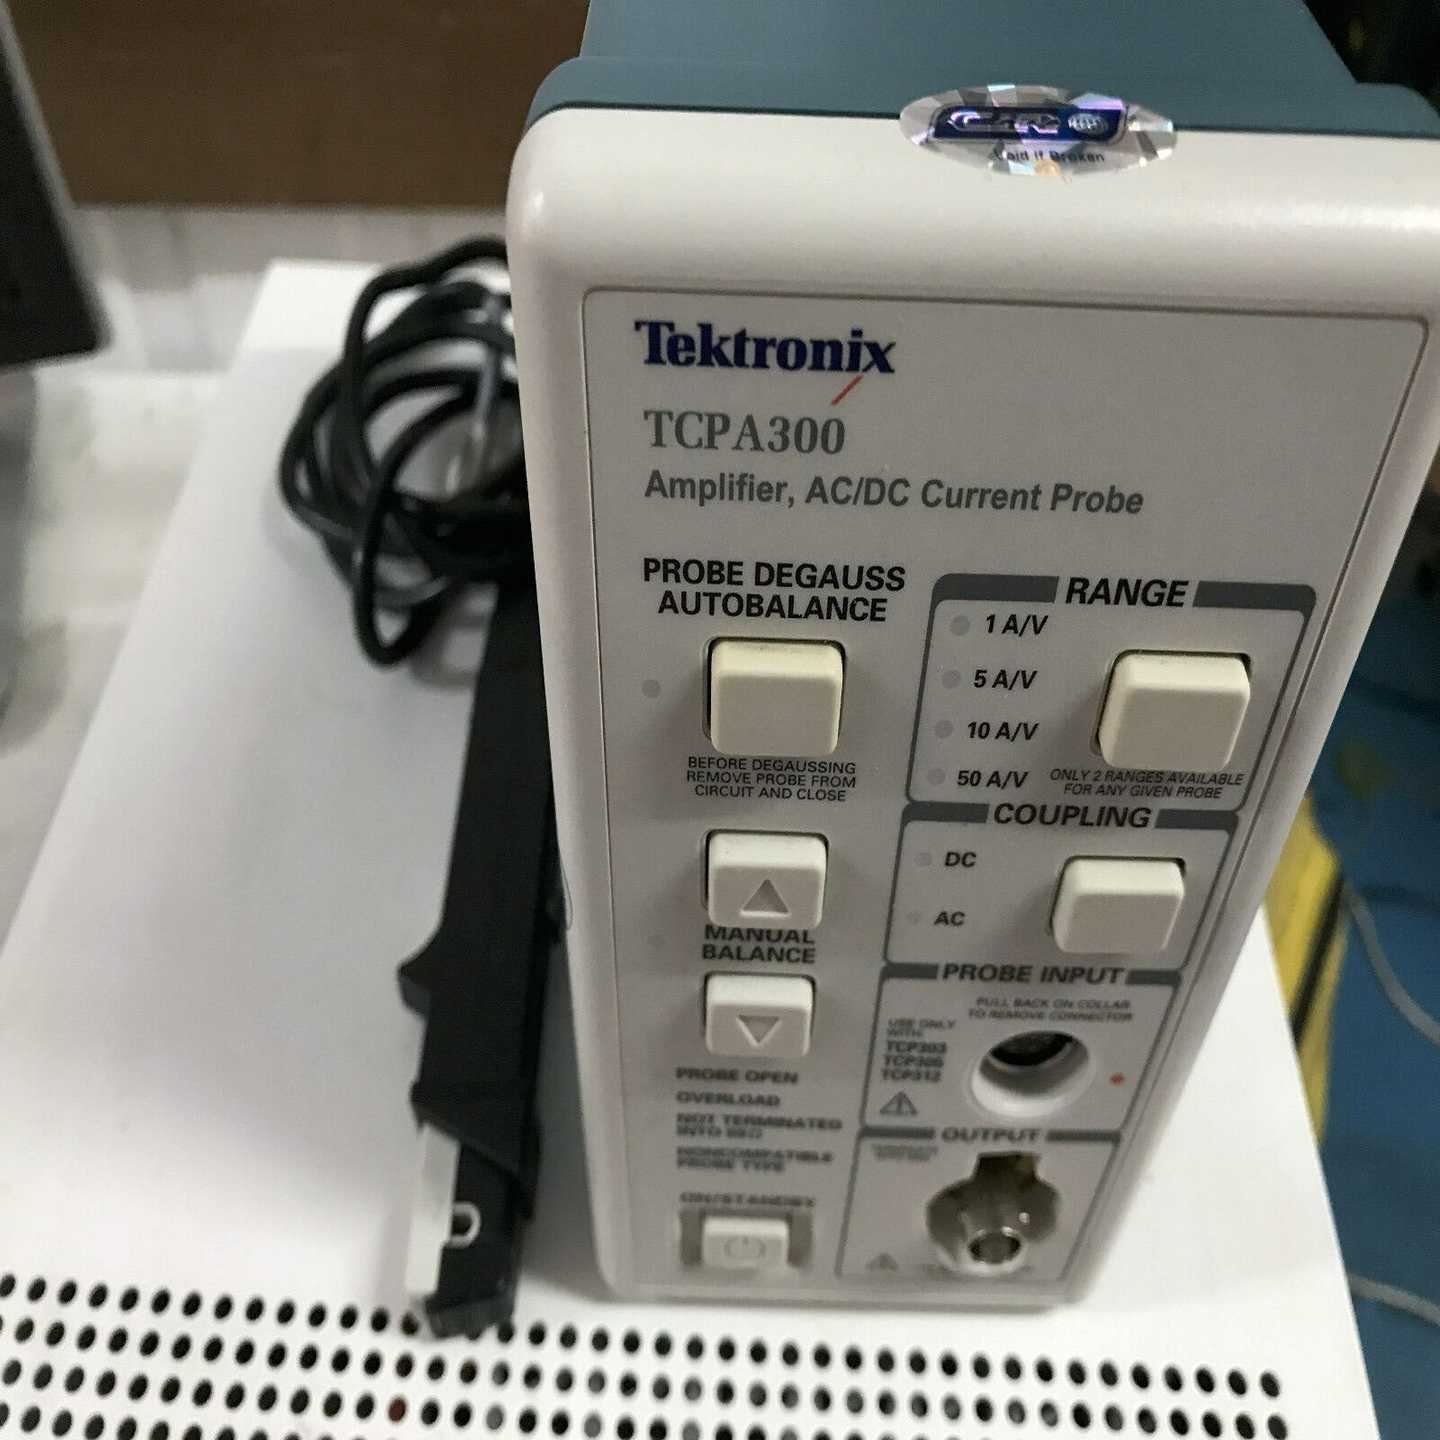 Void if Broken
Tektronix
TCPA300
Amplifier, AC/DC Current Probe
PROBE DEGAUSS
AUTOBALANCE
BEFORE DEGAUSSING
REMOVE PROBE FROM
CIRCUIT AND CLOSE
MANUAL
BALANCE
PROBE OPEN
OVERLOAD
NOT TERMINATED
INTO 50Ω
NONCOMPATIBLE
PROBE TYPE
ON/STANDBY
RANGE
1 A/V
5 A/V
10 A/V
50 A/V
ONLY 2 RANGES AVAILABLE
FOR ANY GIVEN PROBE
COUPLING
DC
AC
PROBE INPUT
PULL BACK ON COLLAR
TO REMOVE CONNECTOR
USE ONLY
WITH:
TCP303
TCP305
TCP312
OUTPUT